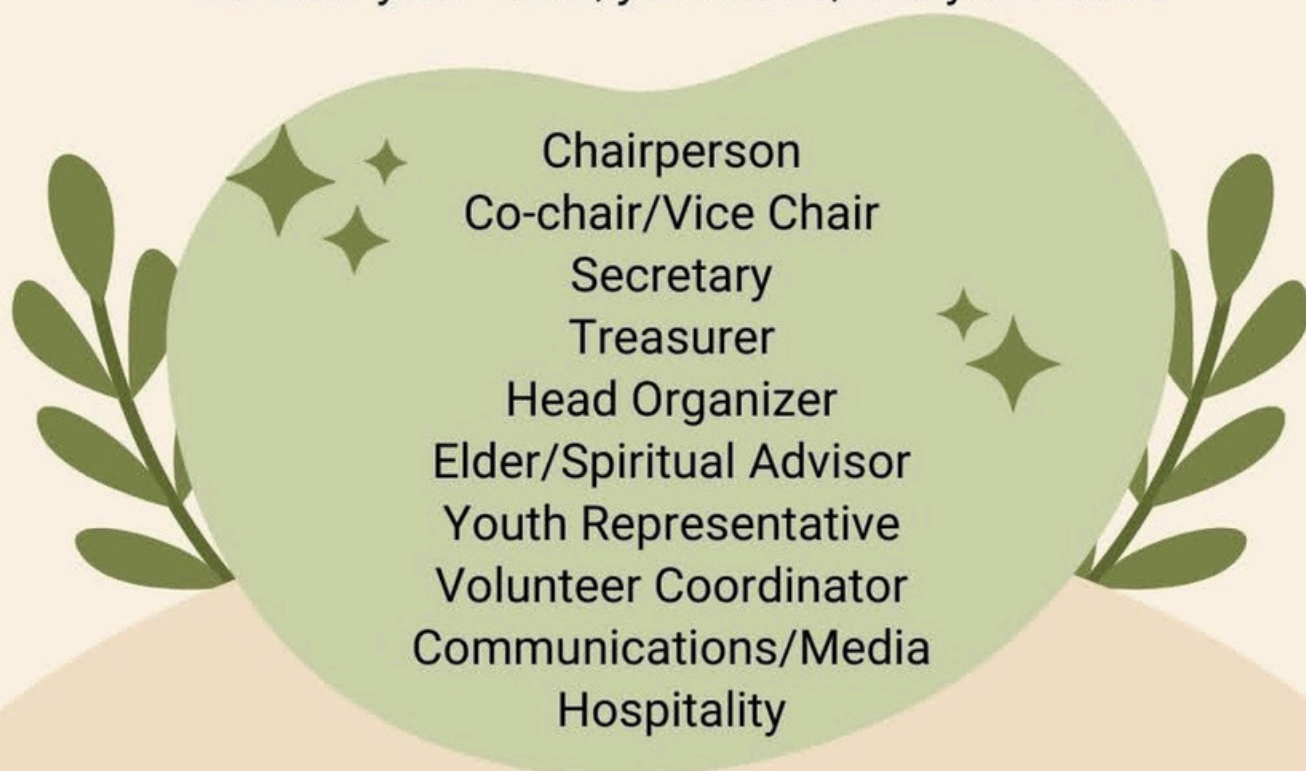 Chairperson
Co-chair/Vice Chair
Secretary
Treasurer
Head Organizer
Elder/Spiritual Advisor
Youth Representative
Volunteer Coordinator
Communications/Media
Hospitality